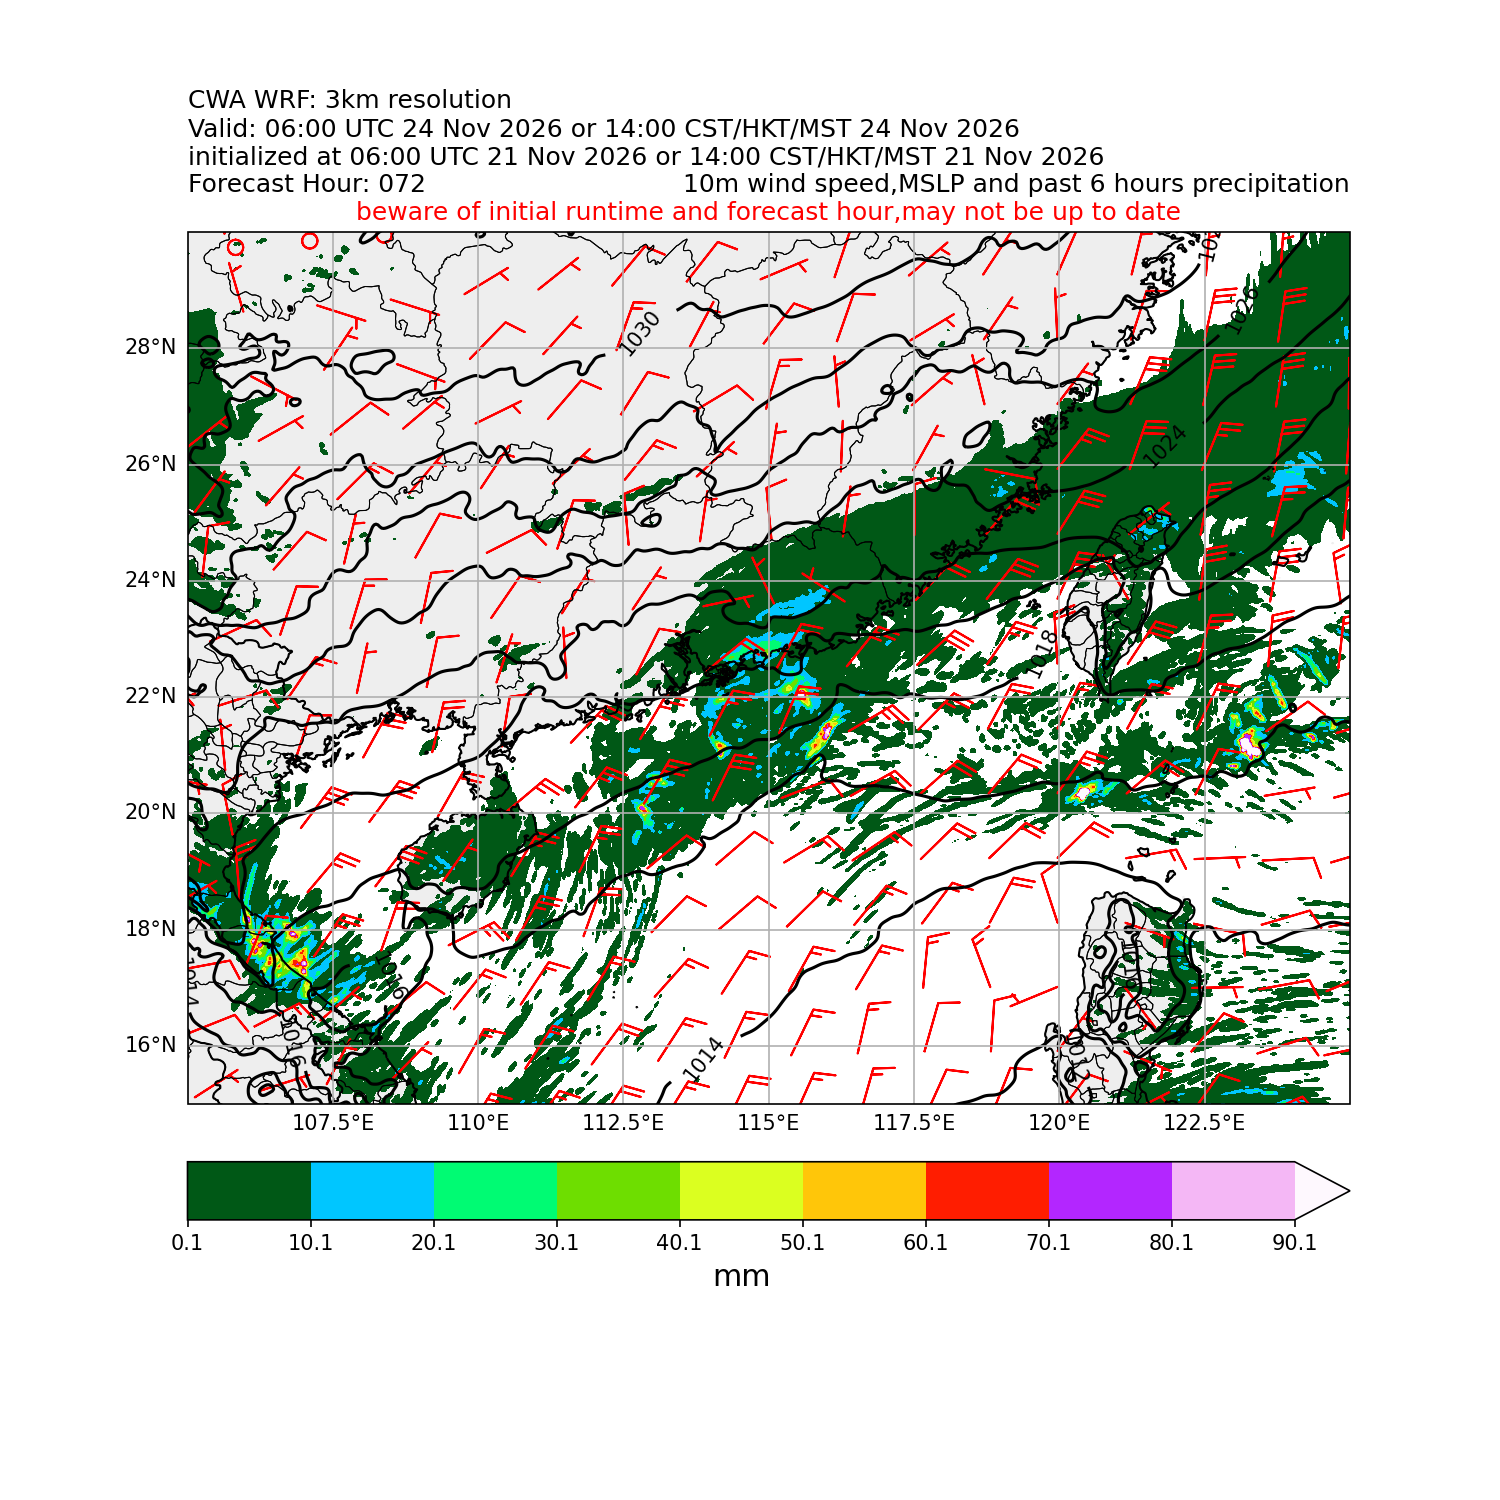 CWA WRF: 3km resolution
Valid: 06:00 UTC 24 Nov 2026 or 14:00 CST/HKT/MST 24 Nov 2026
initialized at 06:00 UTC 21 Nov 2026 or 14:00 CST/HKT/MST 21 Nov 2026
Forecast Hour: 072 10m wind speed,MSLP and past 6 hours precipitation
beware of initial runtime and forecast hour,may not be up to date
1026
1030
28°N
1024
26°N
24°N
1018
22°N
20°N
18°N
1016
1016
16°N
1014
107.5°E 110°E 112.5°E 115°E 117.5°E 120°E 122.5°E
0.1 10.1 20.1 30.1 40.1 50.1 60.1 70.1 80.1 90.1
mm